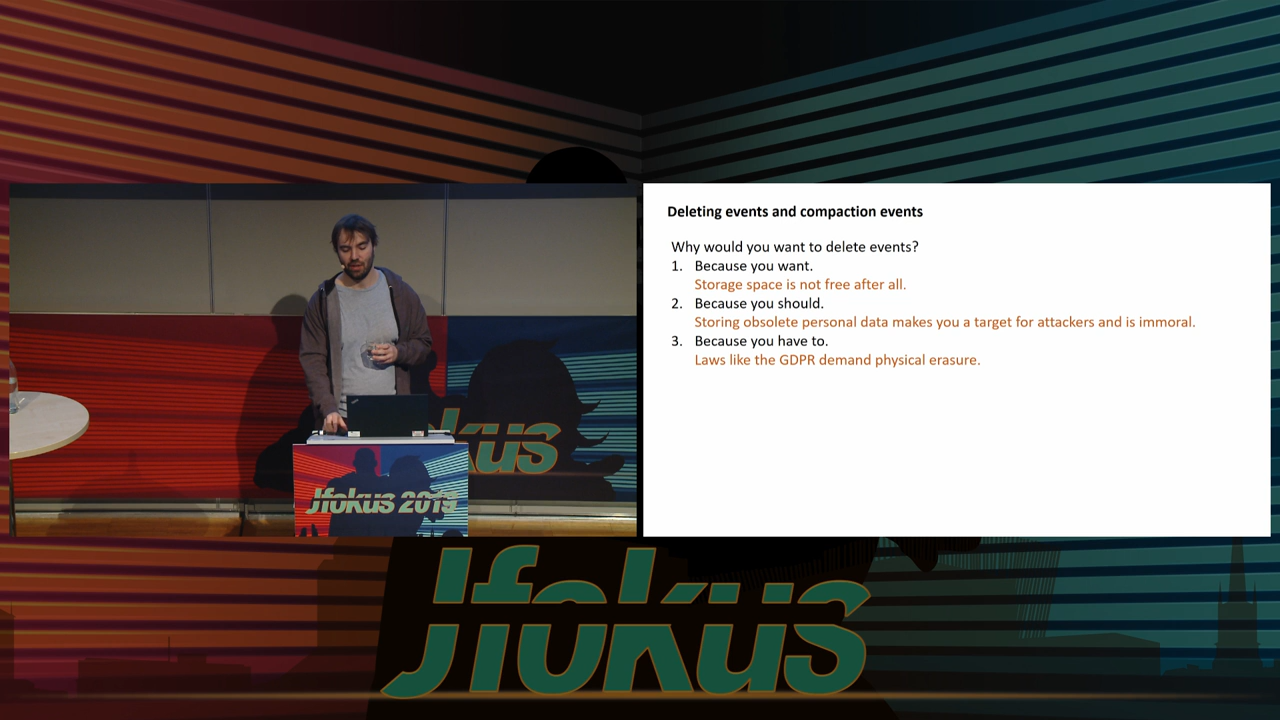 Deleting events and compaction events
Why would you want to delete events?
1. Because you want.
Storage space is not free after all.
2. Because you should.
Storing obsolete personal data makes you a target for attackers and is immoral.
3. Because you have to.
Laws like the GDPR demand physical erasure.
kus
Jfokus 2019
Jfokus